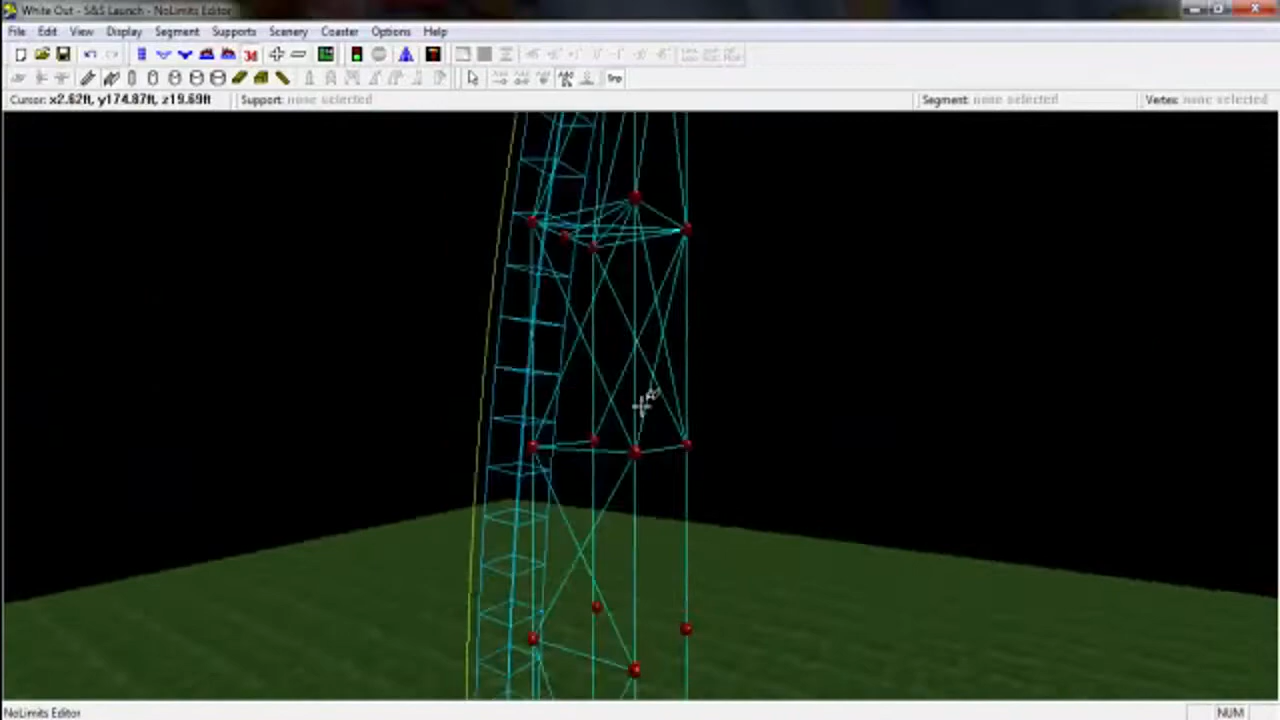 White Out - S&S Launch - NoLimits Editor
File Edit View Display Segment Supports Scenery Coaster Options Help
Cursor: x2.62ft, y174.87ft, z19.69ft Support: none selected Segment: none selected Vertex: none selected
NoLimits Editor NUM